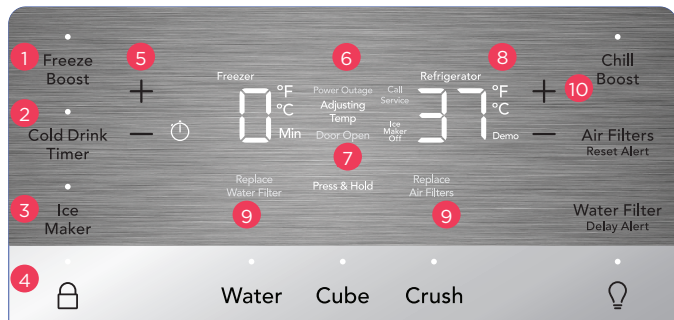 1
Freeze
Boost
2
Cold Drink
Timer
3
Ice
Maker
4
5
+
−
Freezer
0
°F
°C
Min
6
Power Outage
Adjusting
Temp
Door Open
7
Press & Hold
Call
Service
Ice
Maker
Off
8
Refrigerator
37
°F
°C
Demo
Replace
Water Filter
9
Replace
Air Filters
9
+
−
10
Chill
Boost
Air Filters
Reset Alert
Water Filter
Delay Alert
Water
Cube
Crush